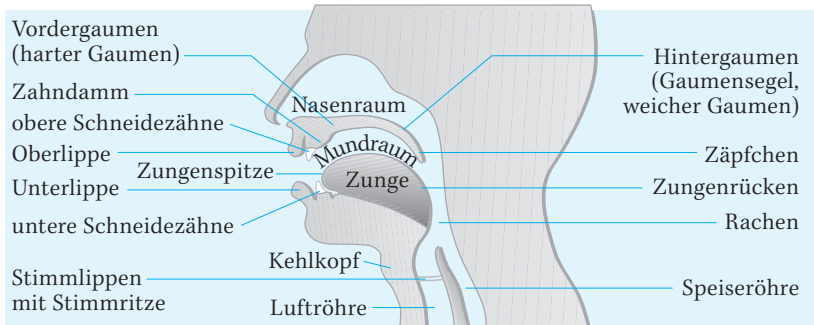 Vordergaumen
(harter Gaumen)
Zahndamm
obere Schneidezähne
Oberlippe
Zungenspitze
Unterlippe
untere Schneidezähne
Stimmlippen
mit Stimmritze
Nasenraum
Mundraum
Zunge
Kehlkopf
Luftröhre
Hintergaumen
(Gaumensegel,
weicher Gaumen)
Zäpfchen
Zungenrücken
Rachen
Speiseröhre